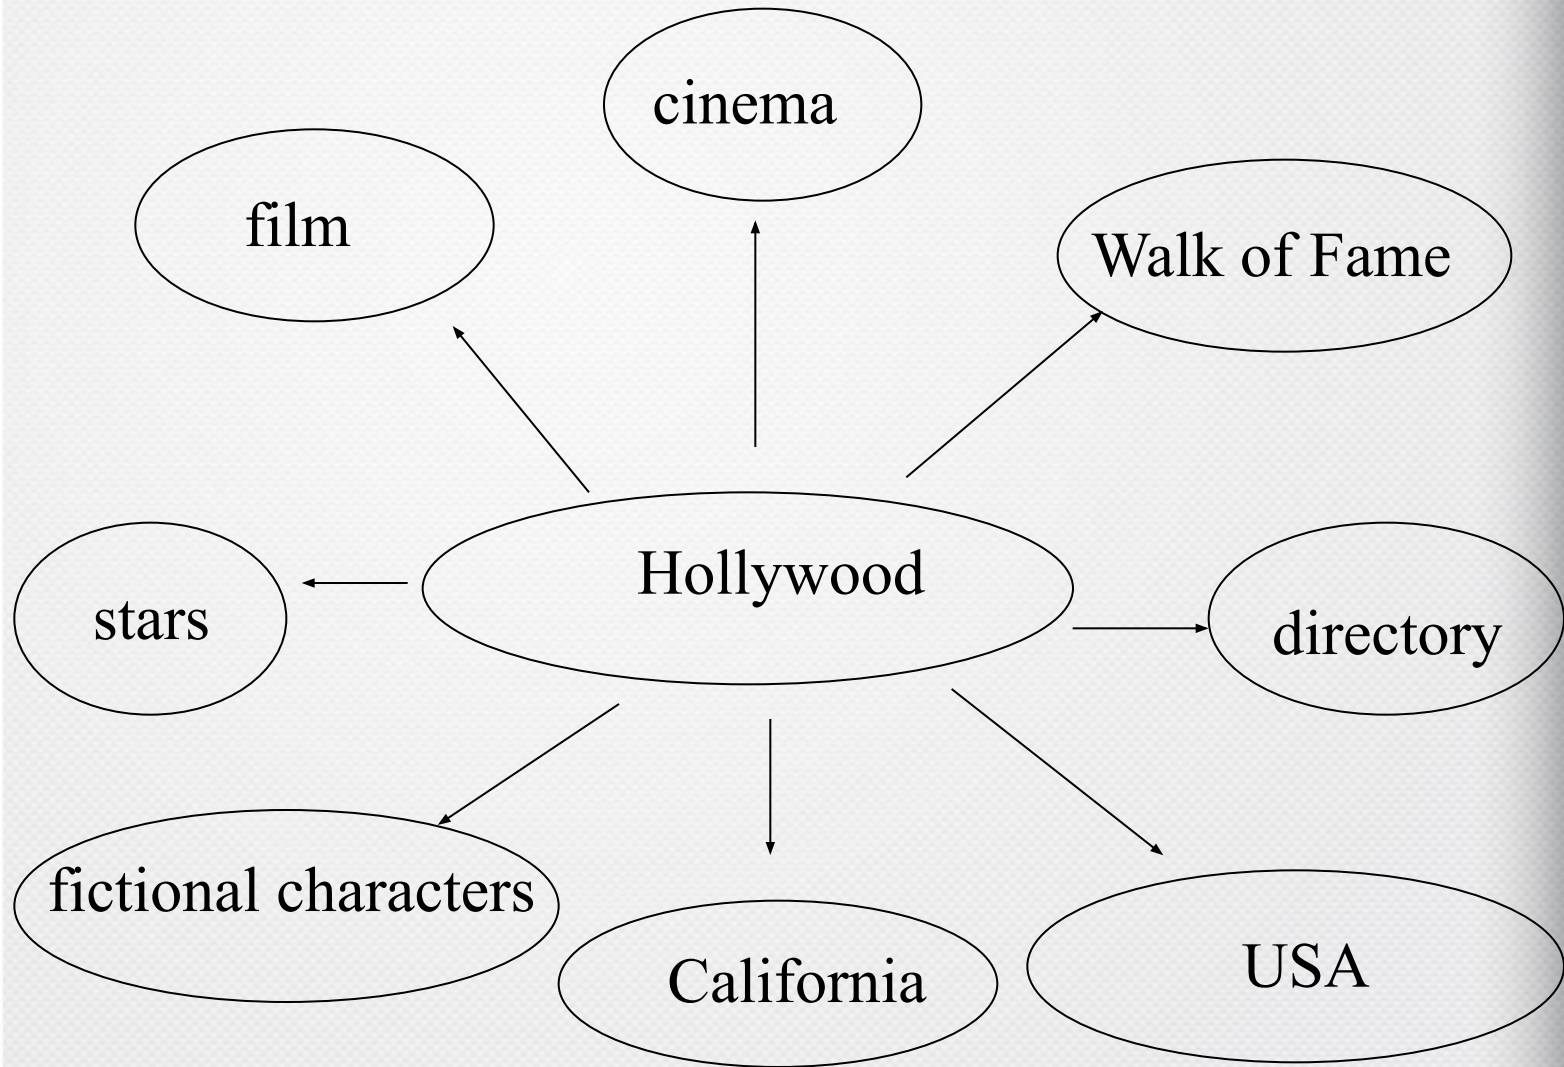 cinema
film
Walk of Fame
Hollywood
stars
directory
fictional characters
California
USA